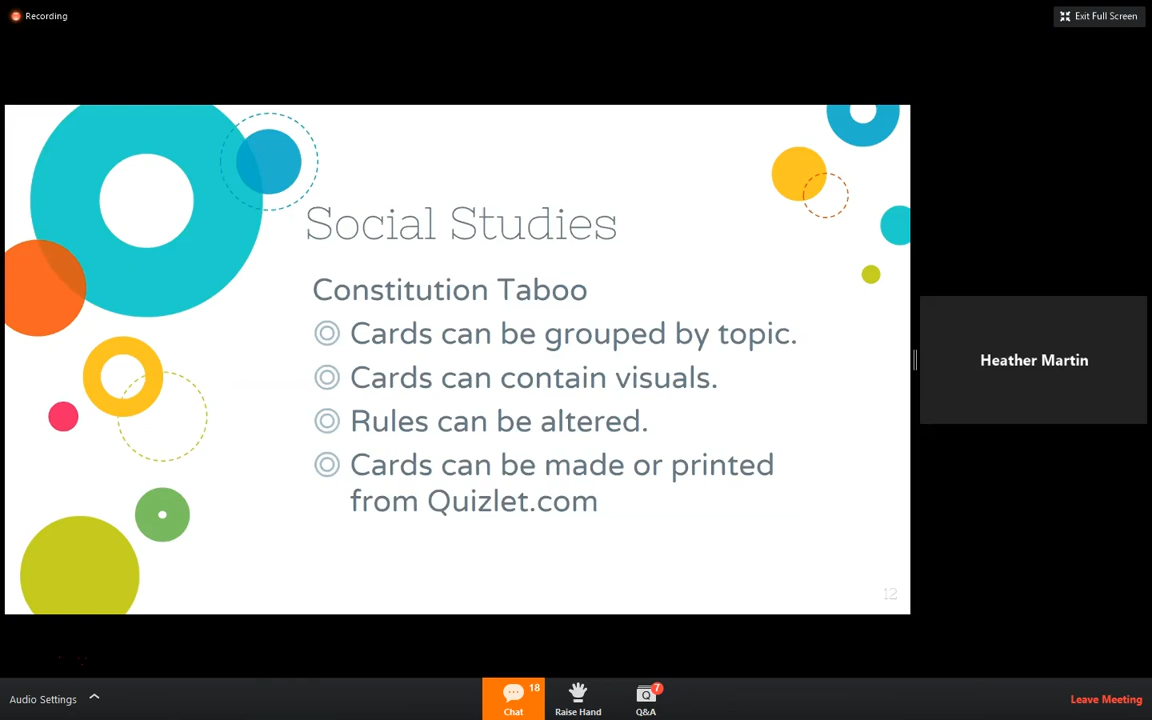 Recording
Exit Full Screen
Social Studies
Constitution Taboo
Cards can be grouped by topic.
Cards can contain visuals.
Rules can be altered.
Cards can be made or printed
from Quizlet.com
12
Heather Martin
Audio Settings
18
Chat
Raise Hand
Q
7
Q&A
Leave Meeting